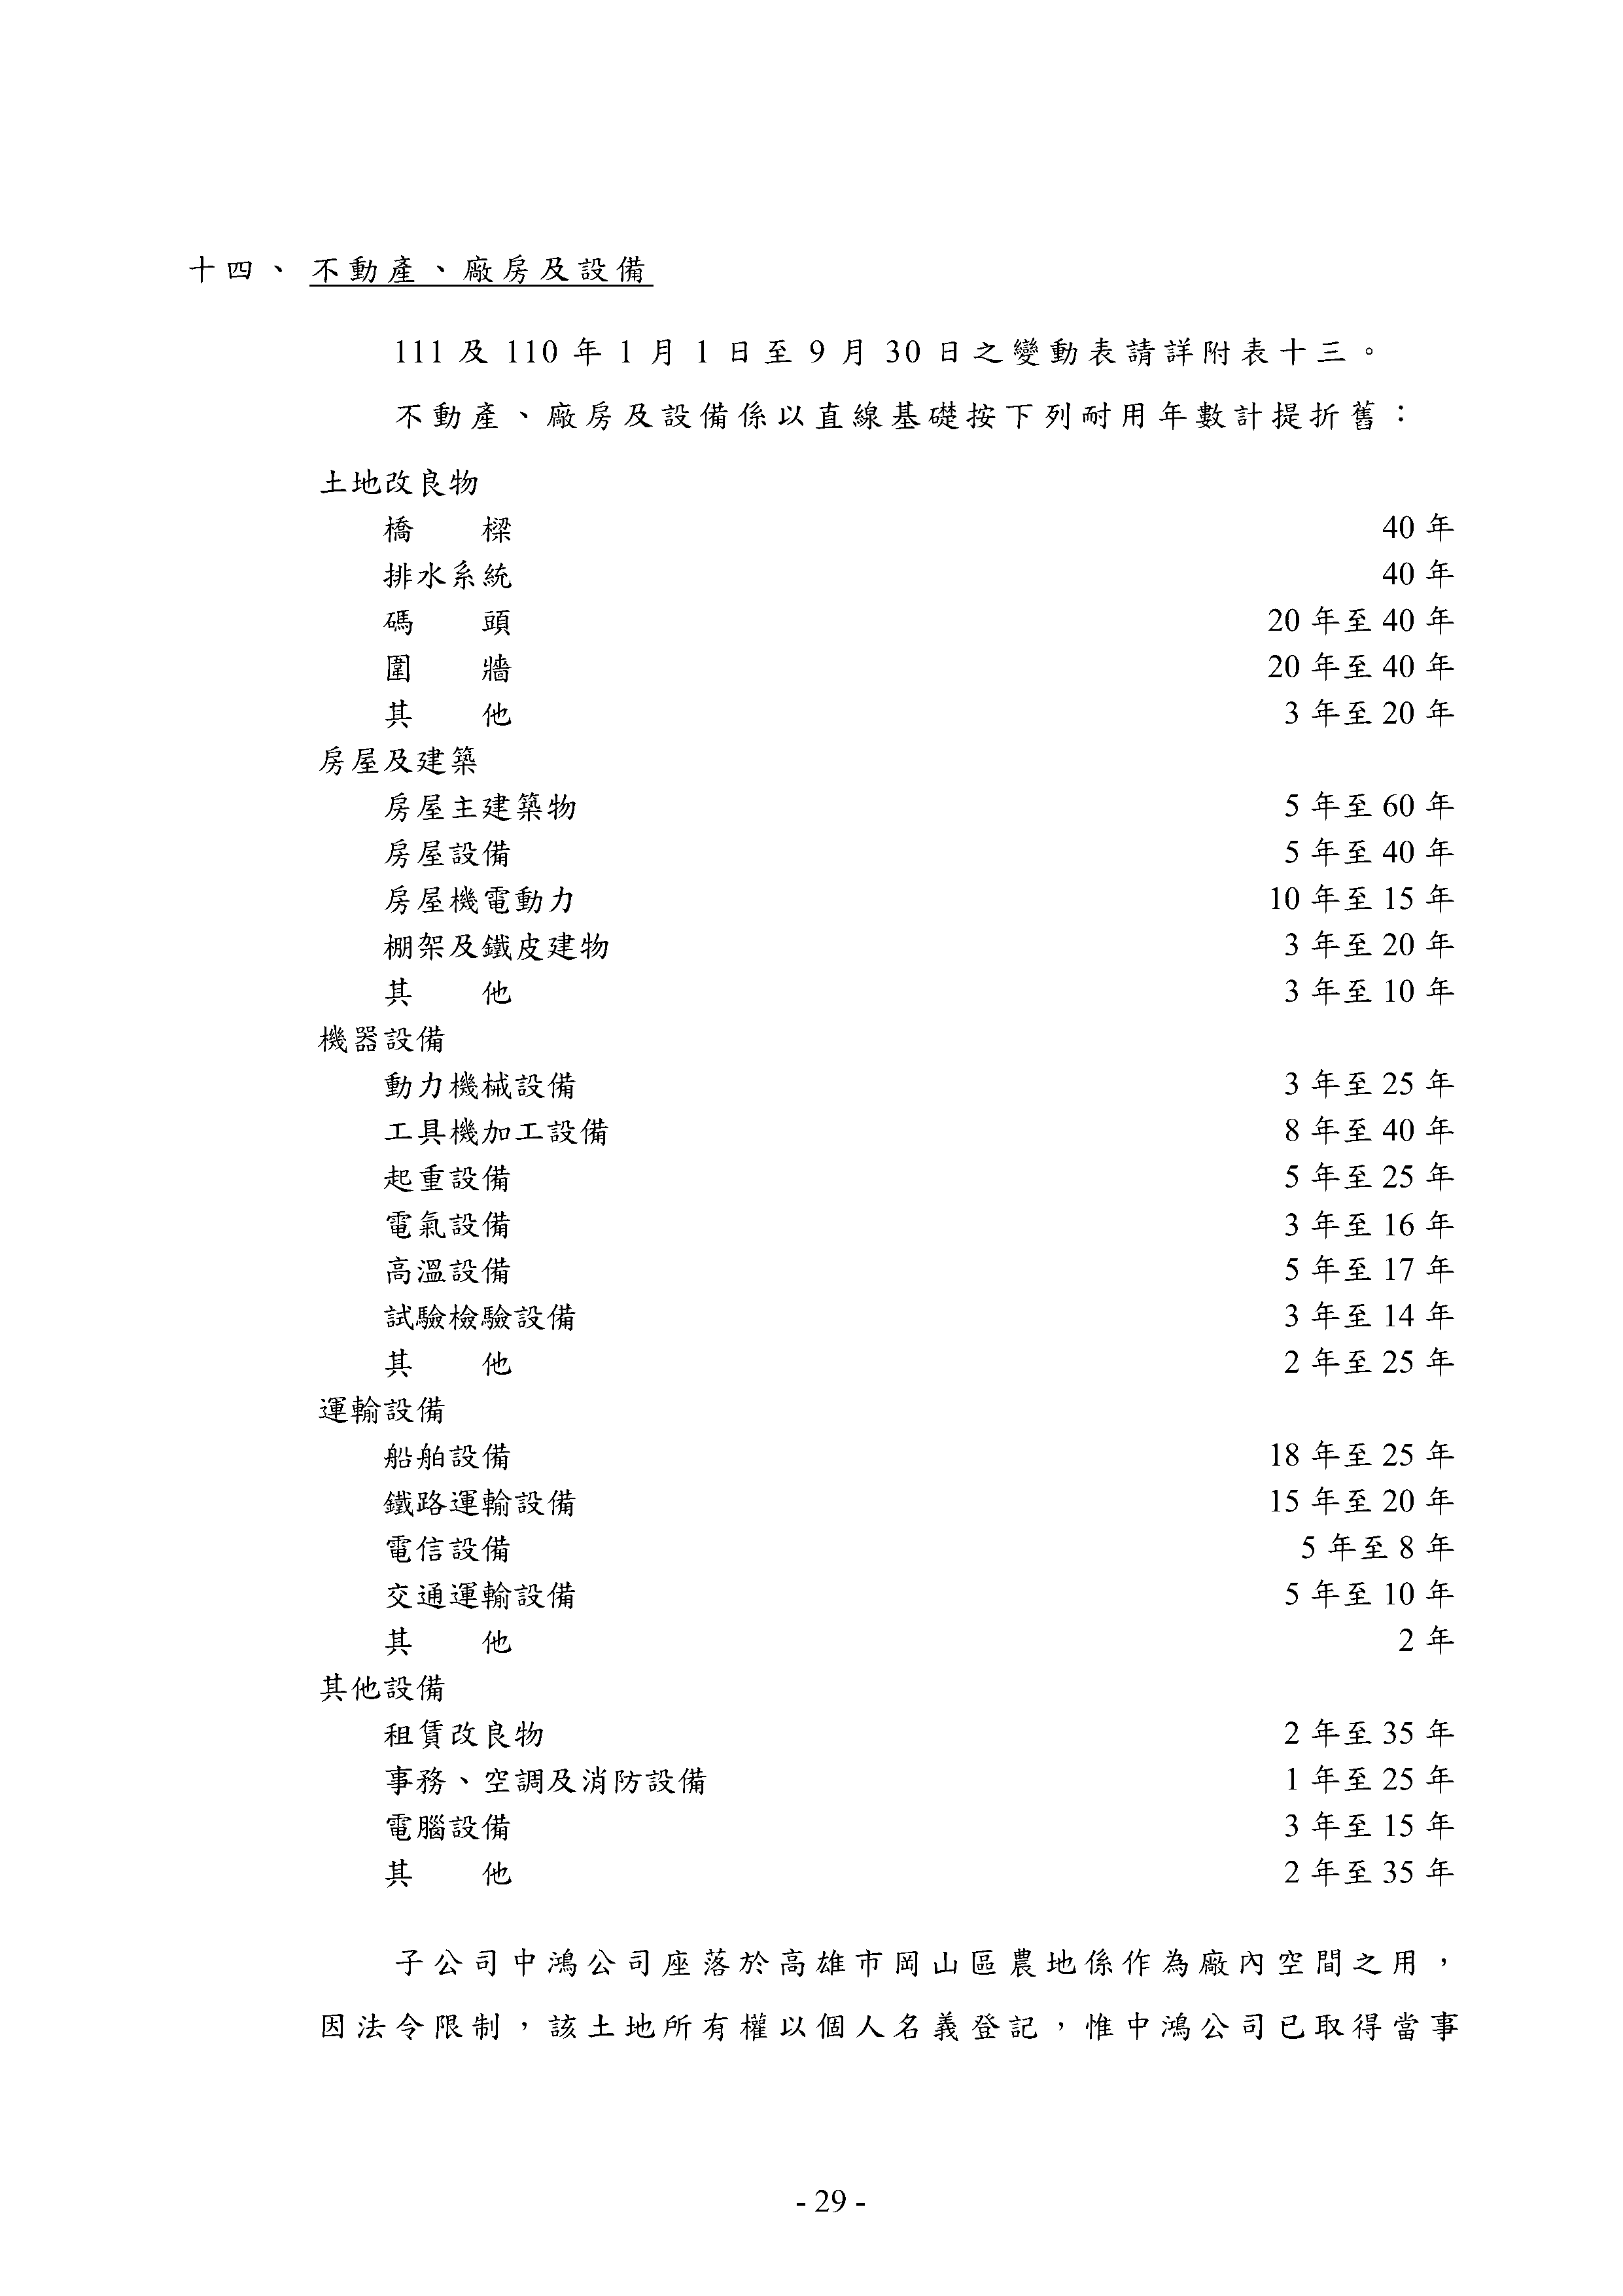 十四、不動產、廠房及設備
111 及 110 年 1 月 1 日至 9 月 30 日之變動表請詳附表十三。
不動產、廠房及設備係以直線基礎按下列耐用年數計提折舊：
土地改良物
橋　　樑 40 年
排水系統 40 年
碼　　頭 20 年至 40 年
圍　　牆 20 年至 40 年
其　　他 3 年至 20 年
房屋及建築
房屋主建築物 5 年至 60 年
房屋設備 5 年至 40 年
房屋機電動力 10 年至 15 年
棚架及鐵皮建物 3 年至 20 年
其　　他 3 年至 10 年
機器設備
動力機械設備 3 年至 25 年
工具機加工設備 8 年至 40 年
起重設備 5 年至 25 年
電氣設備 3 年至 16 年
高溫設備 5 年至 17 年
試驗檢驗設備 3 年至 14 年
其　　他 2 年至 25 年
運輸設備
船舶設備 18 年至 25 年
鐵路運輸設備 15 年至 20 年
電信設備 5 年至 8 年
交通運輸設備 5 年至 10 年
其　　他 2 年
其他設備
租賃改良物 2 年至 35 年
事務、空調及消防設備 1 年至 25 年
電腦設備 3 年至 15 年
其　　他 2 年至 35 年
子公司中鴻公司座落於高雄市岡山區農地係作為廠內空間之用，
因法令限制，該土地所有權以個人名義登記，惟中鴻公司已取得當事
- 29 -